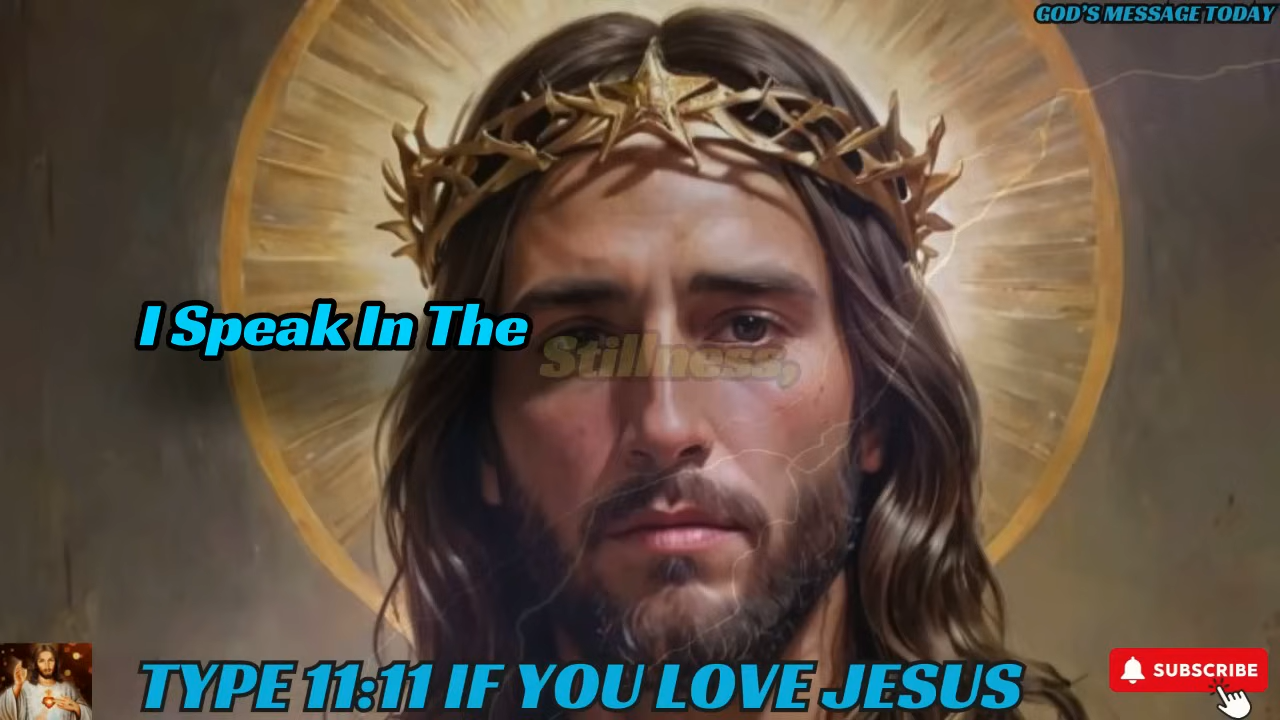 GOD'S MESSAGE TODAY
I Speak In The
Stillness,
TYPE 11:11 IF YOU LOVE JESUS
SUBSCRIBE